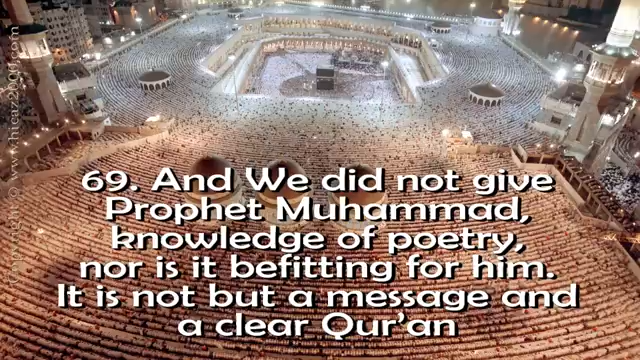 69. And We did not give
Prophet Muhammad,
knowledge of poetry,
nor is it befitting for him.
It is not but a message and
a clear Qur'an